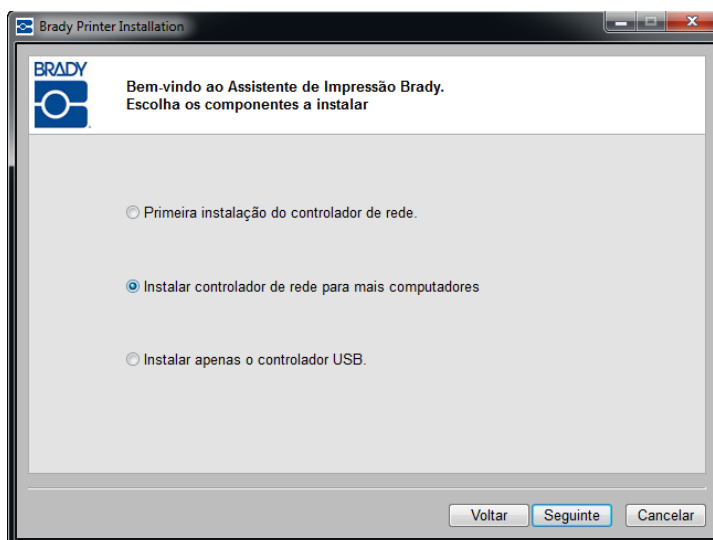 Brady Printer Installation
BRADY
Bem-vindo ao Assistente de Impressão Brady.
Escolha os componentes a instalar
Primeira instalação do controlador de rede.
Instalar controlador de rede para mais computadores
Instalar apenas o controlador USB.
Voltar Seguinte Cancelar